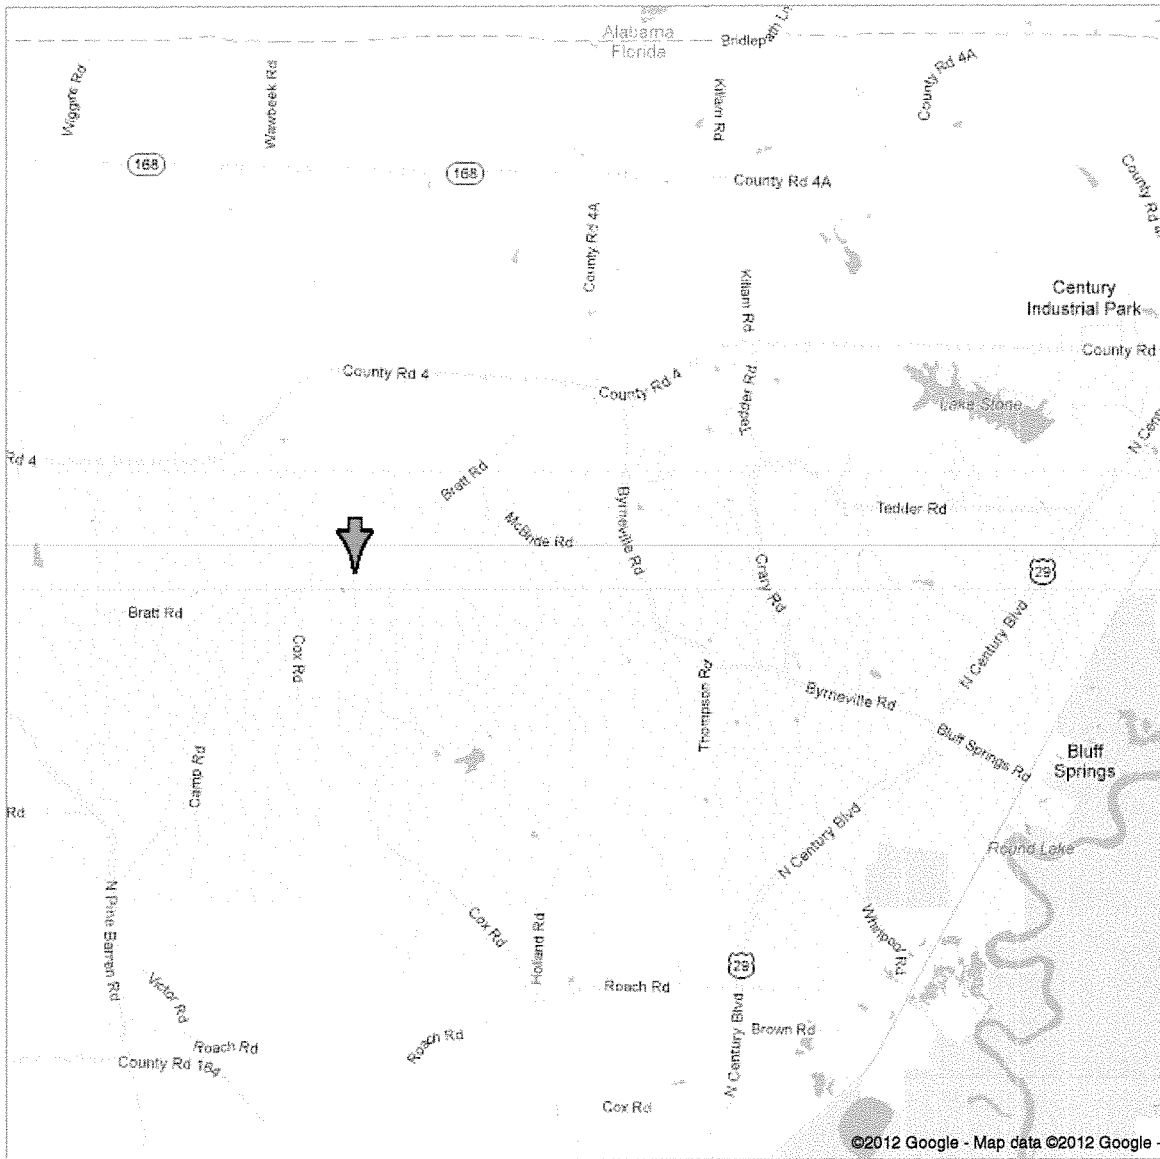 Alabama
Florida
Bridlepath Ln
Wiggins Rd
Wawbeek Rd
Killam Rd
County Rd 4A
168
168
County Rd 4A
County Rd
County Rd 4A
Killam Rd
Century
Industrial Park
County Rd
County Rd 4
County Rd 4
Tedder Rd
Lake Stone
N Cen
Rd 4
Bratt Rd
Byrneville Rd
McBride Rd
Tedder Rd
Crary Rd
29
Bratt Rd
Cox Rd
N Century Blvd
Thompson Rd
Byrneville Rd
Bluff Springs Rd
Bluff
Springs
Camp Rd
Rd
N Century Blvd
Round Lake
N Pine Barren Rd
Cox Rd
Holland Rd
Whirlpool Rd
29
Victor Rd
Roach Rd
Roach Rd
Roach Rd
N Century Blvd
Brown Rd
County Rd 164
Cox Rd
©2012 Google - Map data ©2012 Google -